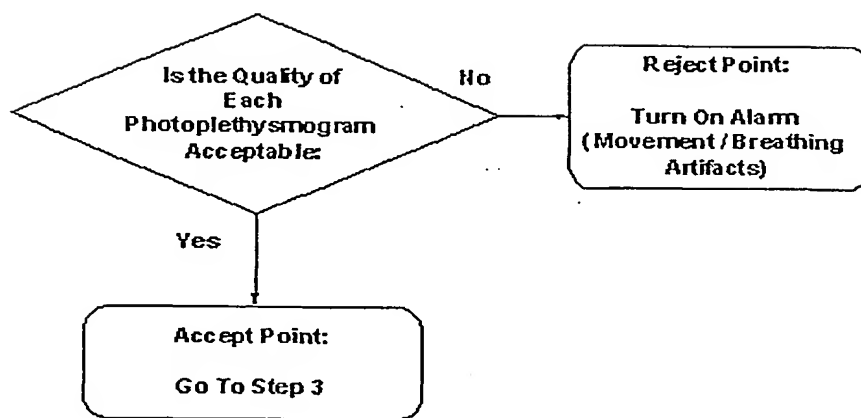 Is the Quality of
Each
Photoplethysmogram
Acceptable:
No
Reject Point:
Turn On Alarm
(Movement / Breathing
Artifacts)
Yes
Accept Point:
Go To Step 3